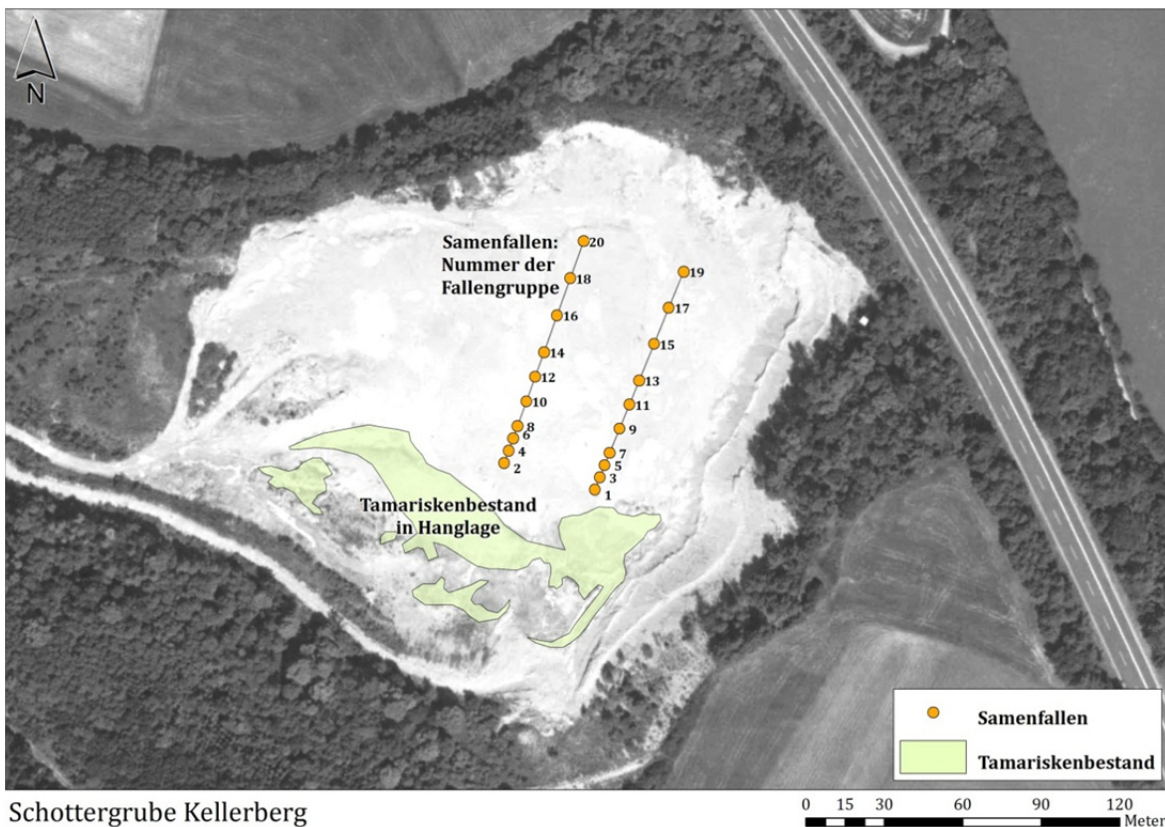 N
Samenfallen:
Nummer der
Fallengruppe
20
18
16
14
12
10
8
6
4
2
19
17
15
13
11
9
7
5
3
1
Tamariskenbestand
in Hanglage
Samenfallen
Tamariskenbestand
Schottergrube Kellerberg
0 15 30 60 90 120
Meter